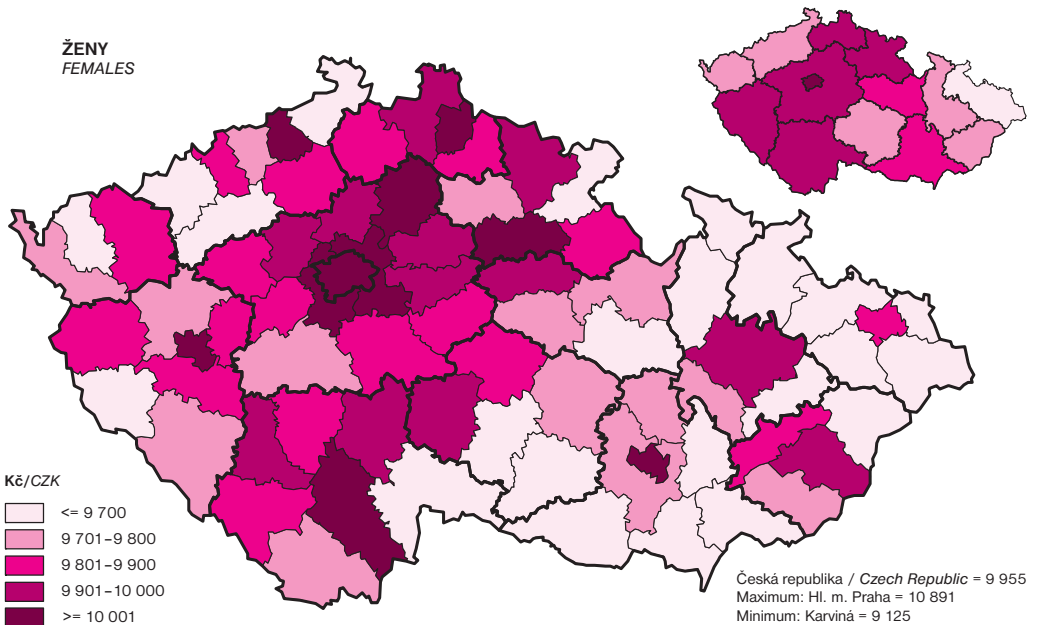 ŽENY
FEMALES
Kč/CZK
<= 9 700
9 701–9 800
9 801–9 900
9 901–10 000
>= 10 001
Česká republika / Czech Republic = 9 955
Maximum: Hl. m. Praha = 10 891
Minimum: Karviná = 9 125